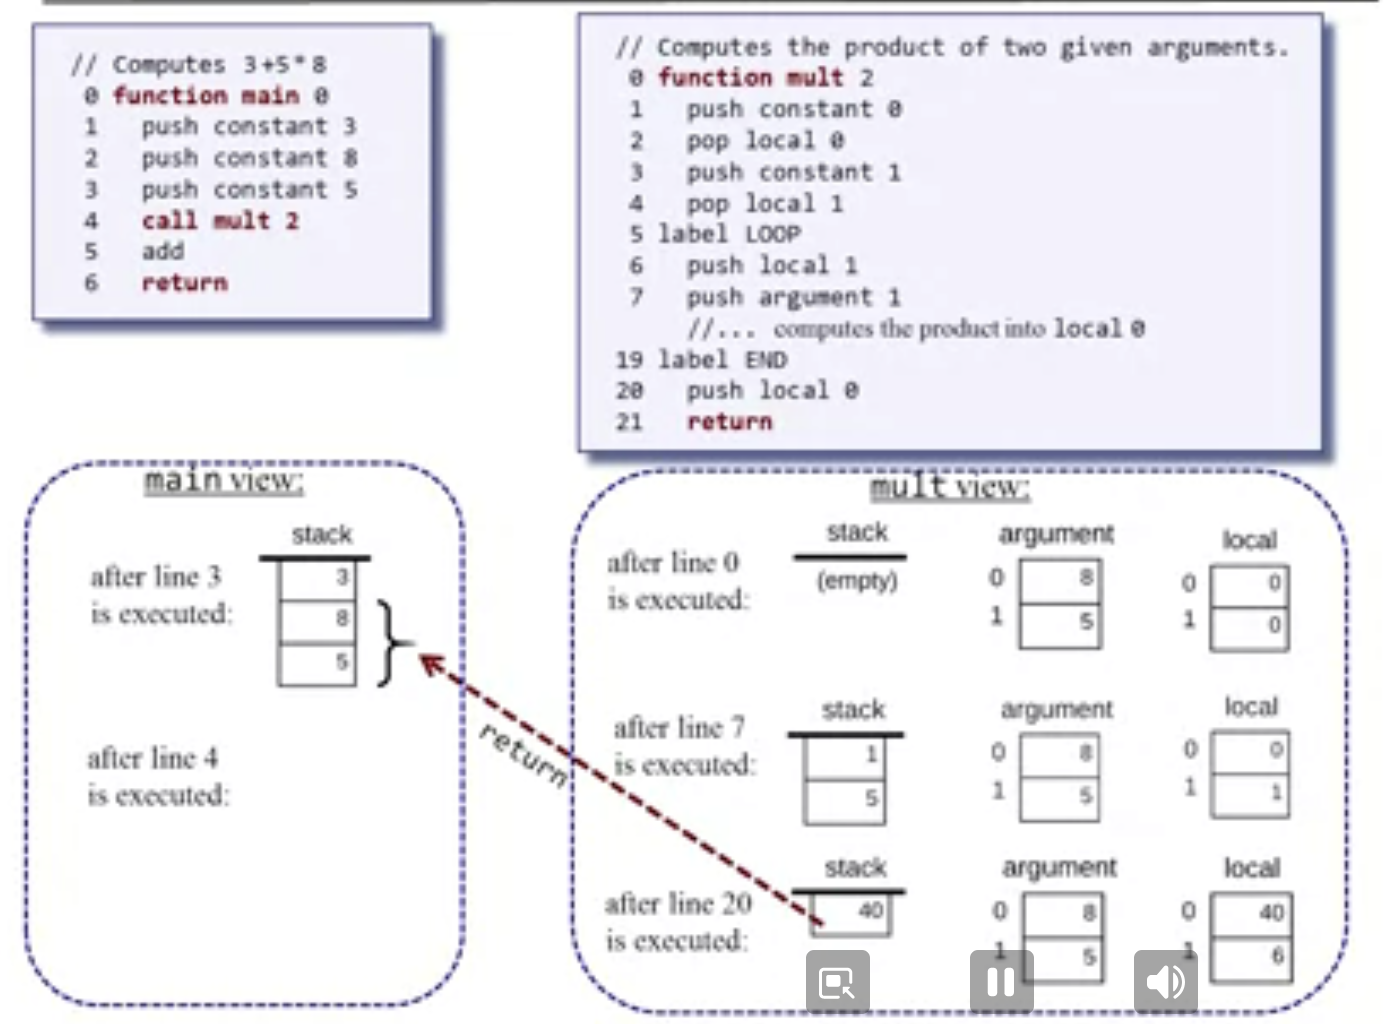 // Computes 3+5*8
0 function main 0
1 push constant 3
2 push constant 8
3 push constant 5
4 call mult 2
5 add
6 return
// Computes the product of two given arguments.
0 function mult 2
1 push constant 0
2 pop local 0
3 push constant 1
4 pop local 1
5 label LOOP
6 push local 1
7 push argument 1
//... computes the product into local 0
19 label END
20 push local 0
21 return
main view:
stack
after line 3
is executed:
3
8
5
after line 4
is executed:
return
mult view:
stack argument local
after line 0
is executed:
(empty)
0 8
1 5
0 0
1 0
stack argument local
after line 7
is executed:
1
5
0 8
1 5
0 0
1 1
stack argument local
after line 20
is executed:
40
0 8
1 5
0 40
1 6